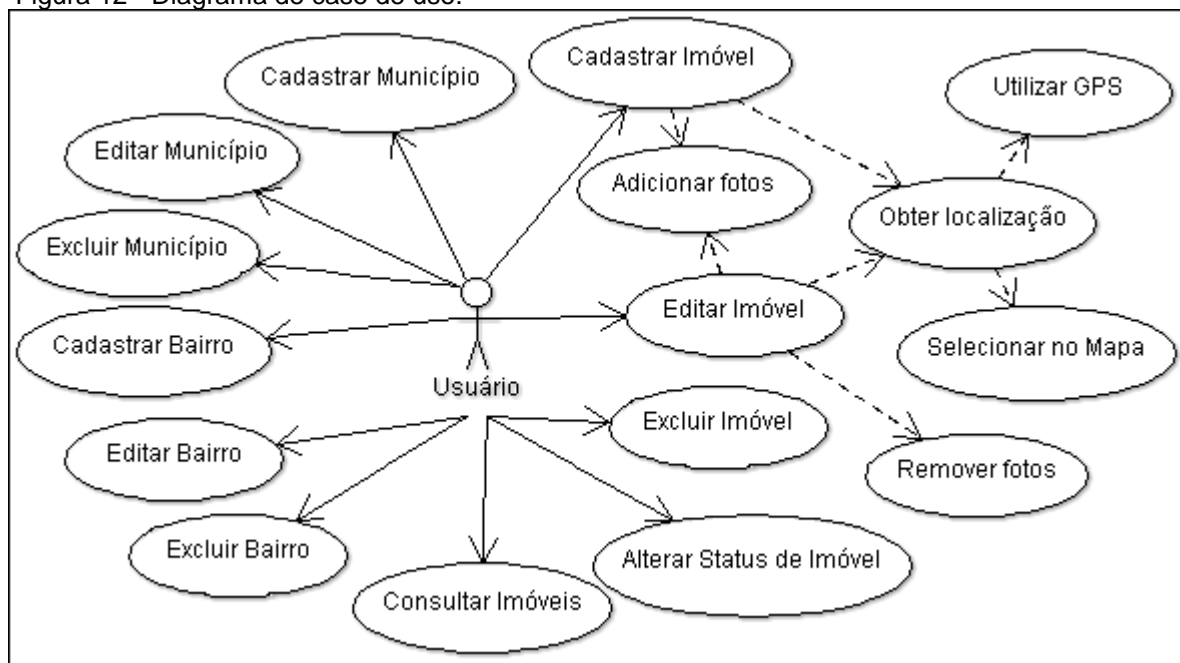 Figura 12 - Diagrama de caso de uso.
Cadastrar Município
Cadastrar Imóvel
Utilizar GPS
Editar Município
Adicionar fotos
Obter localização
Excluir Município
Editar Imóvel
Cadastrar Bairro
Selecionar no Mapa
Usuário
Excluir Imóvel
Editar Bairro
Remover fotos
Excluir Bairro
Alterar Status de Imóvel
Consultar Imóveis